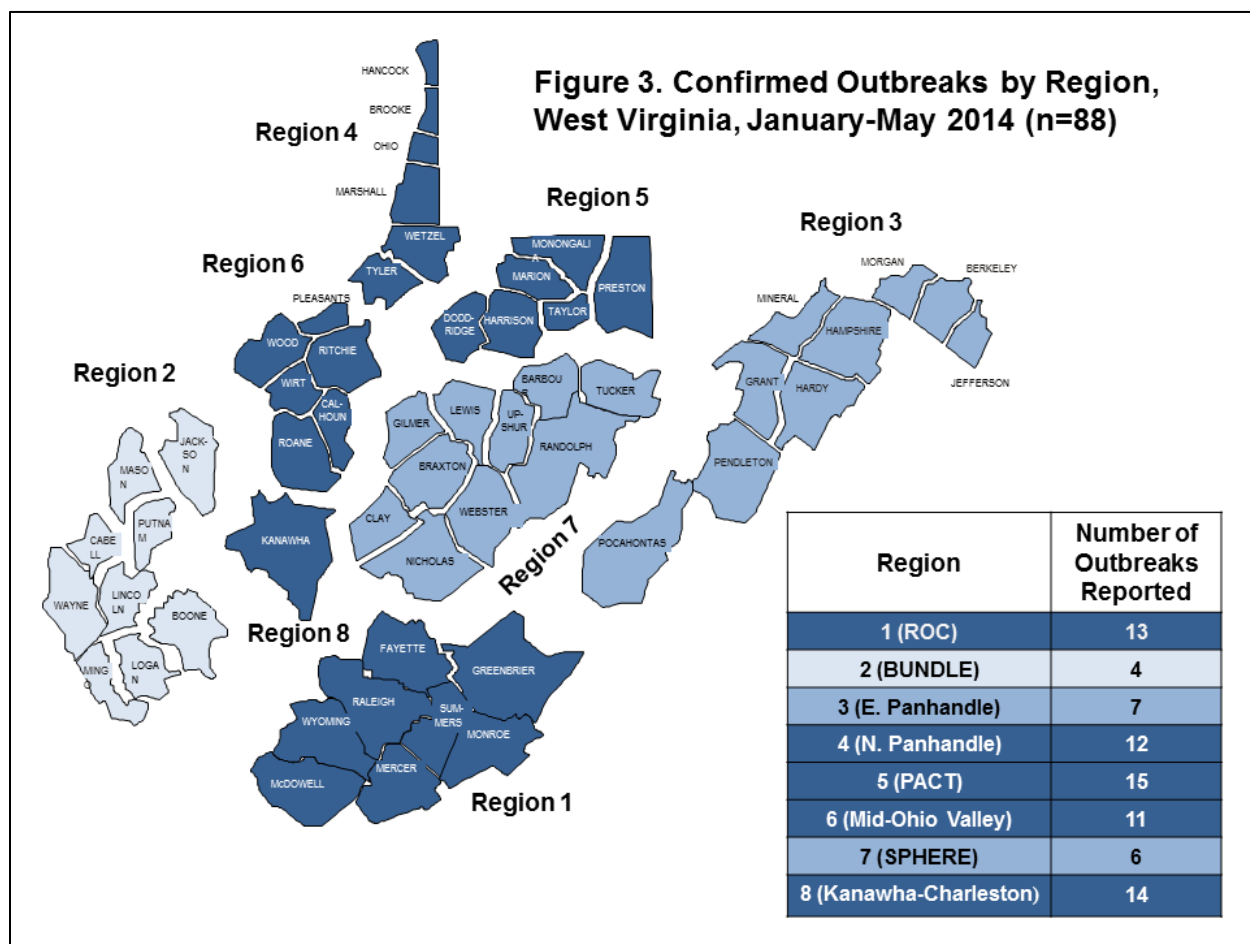 Figure 3. Confirmed Outbreaks by Region,
West Virginia, January-May 2014 (n=88)
Region 4
HANCOCK
BROOKE
OHIO
MARSHALL
WETZEL
TYLER
Region 5
MONONGALI
A
MARION
PRESTON
TAYLOR
DODD-
RIDGE
HARRISON
Region 3
MORGAN
BERKELEY
MINERAL
HAMPSHIRE
JEFFERSON
GRANT
HARDY
PENDLETON
POCAHONTAS
Region 6
PLEASANTS
WOOD
RITCHIE
WIRT
CAL-
HOUN
ROANE
Region 2
JACK-
SO
N
MASO
N
PUTNA
M
CABE
LL
WAYNE
LINCO
LN
BOONE
LOGA
N
MING
O
BARBOU
R
TUCKER
LEWIS
UP-
SHUR
GILMER
RANDOLPH
BRAXTON
WEBSTER
CLAY
NICHOLAS
Region 7
KANAWHA
Region 8
FAYETTE
GREENBRIER
RALEIGH
SUM-
MERS
WYOMING
MONROE
MERCER
McDOWELL
Region 1
Region
Number of
Outbreaks
Reported
1 (ROC) 13
2 (BUNDLE) 4
3 (E. Panhandle) 7
4 (N. Panhandle) 12
5 (PACT) 15
6 (Mid-Ohio Valley) 11
7 (SPHERE) 6
8 (Kanawha-Charleston) 14